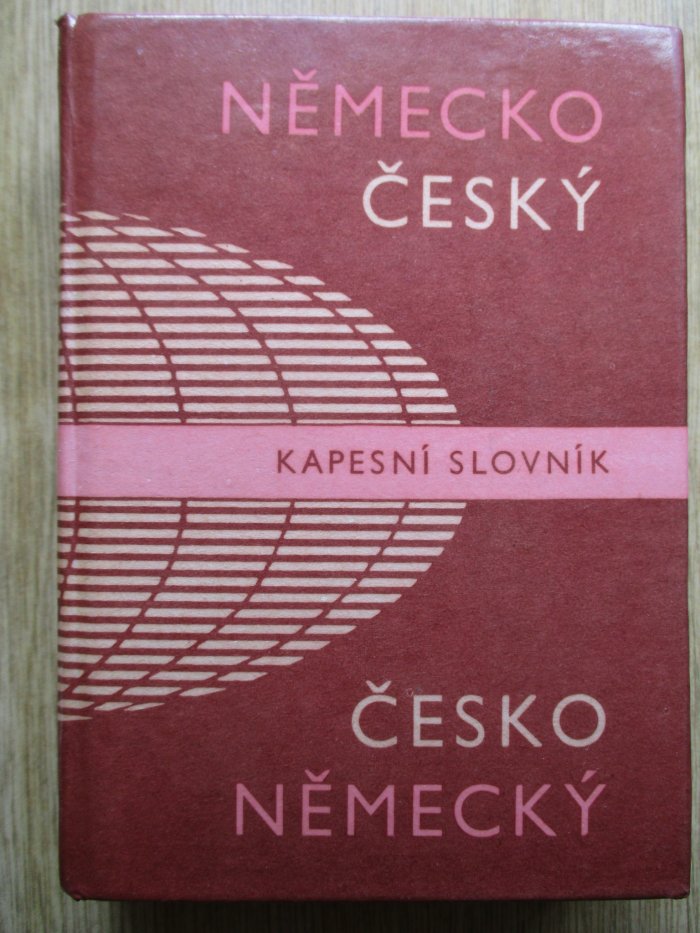 NĚMECKO
ČESKÝ
KAPESNÍ SLOVNÍK
ČESKO
NĚMECKÝ